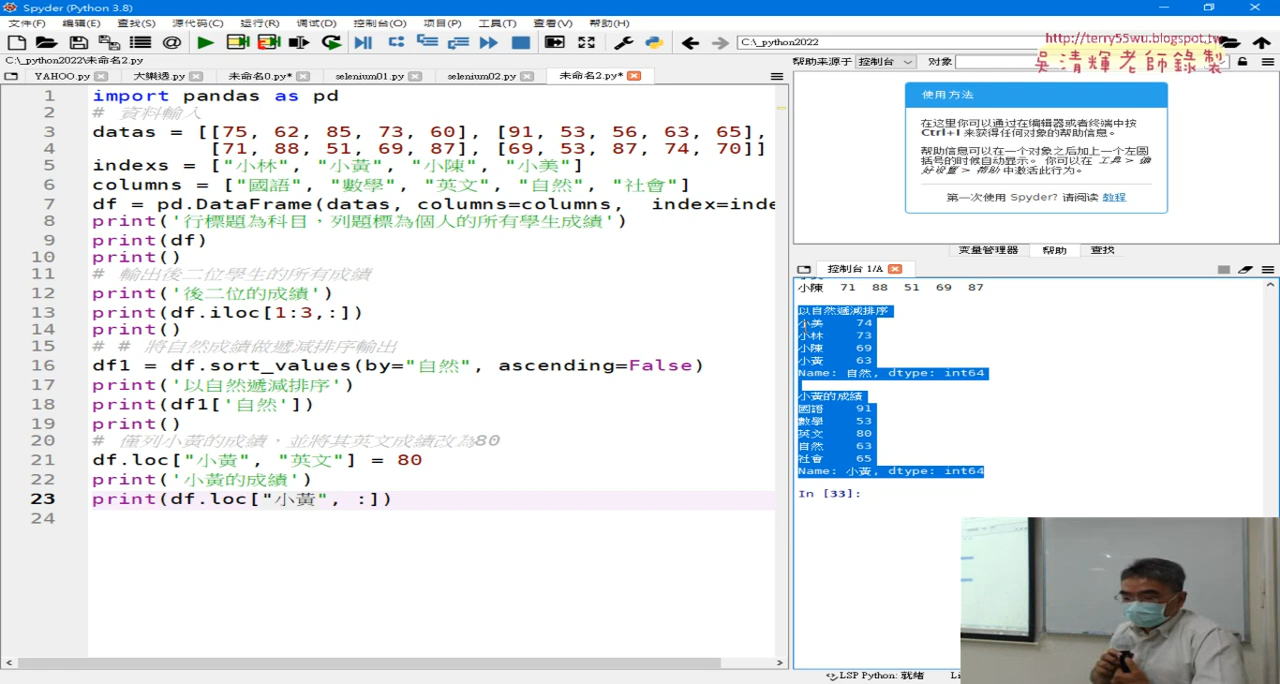 Spyder (Python 3.8)
文件(F) 编辑(E) 查找(S) 源代码(C) 运行(R) 调试(D) 控制台(O) 项目(P) 工具(T) 查看(V) 帮助(H)
C:\_python2022
http://terry55wu.blogspot.tw
吳清輝老師錄製
C:\_python2022\未命名2.py
YAHOO.py 大樂透.py 未命名0.py* selenium01.py selenium02.py 未命名2.py*
帮助来源于 控制台 对象
1 import pandas as pd
2 # 資料輸入
3 datas = [[75, 62, 85, 73, 60], [91, 53, 56, 63, 65],
4 [71, 88, 51, 69, 87], [69, 53, 87, 74, 70]]
5 indexs = ["小林", "小黃", "小陳", "小美"]
6 columns = ["國語", "數學", "英文", "自然", "社會"]
7 df = pd.DataFrame(datas, columns=columns, index=inde
8 print('行標題為科目，列題標為個人的所有學生成績')
9 print(df)
10 print()
11 # 輸出後二位學生的所有成績
12 print('後二位的成績')
13 print(df.iloc[1:3,:])
14 print()
15 # # 將自然成績做遞減排序輸出
16 df1 = df.sort_values(by="自然", ascending=False)
17 print('以自然遞減排序')
18 print(df1['自然'])
19 print()
20 # 僅列小黃的成績，並將其英文成績改為80
21 df.loc["小黃", "英文"] = 80
22 print('小黃的成績')
23 print(df.loc["小黃", :])
24
使用方法
在这里你可以通过在编辑器或者终端中按
Ctrl+I 来获得任何对象的帮助信息。
帮助信息可以在一个对象之后加上一个左圆
括号的时候自动显示。 你可以在 工具 > 偏
好设置 > 帮助 中激活此行为。
第一次使用 Spyder? 请阅读 教程
变量管理器 帮助 查找
控制台 1/A
小陳 71 88 51 69 87
以自然遞減排序
小美 74
小林 73
小陳 69
小黃 63
Name: 自然, dtype: int64
小黃的成績
國語 91
數學 53
英文 80
自然 63
社會 65
Name: 小黃, dtype: int64
In [33]:
LSP Python: 就绪